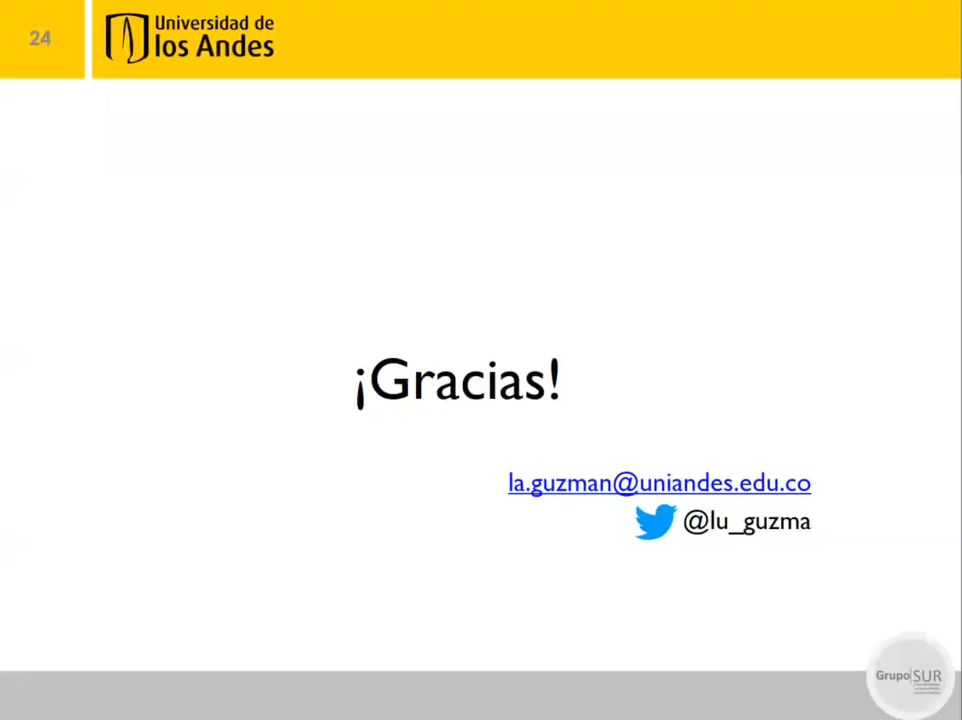 24
Universidad de
los Andes
¡Gracias!
la.guzman@uniandes.edu.co
@lu_guzma
Grupo|SUR